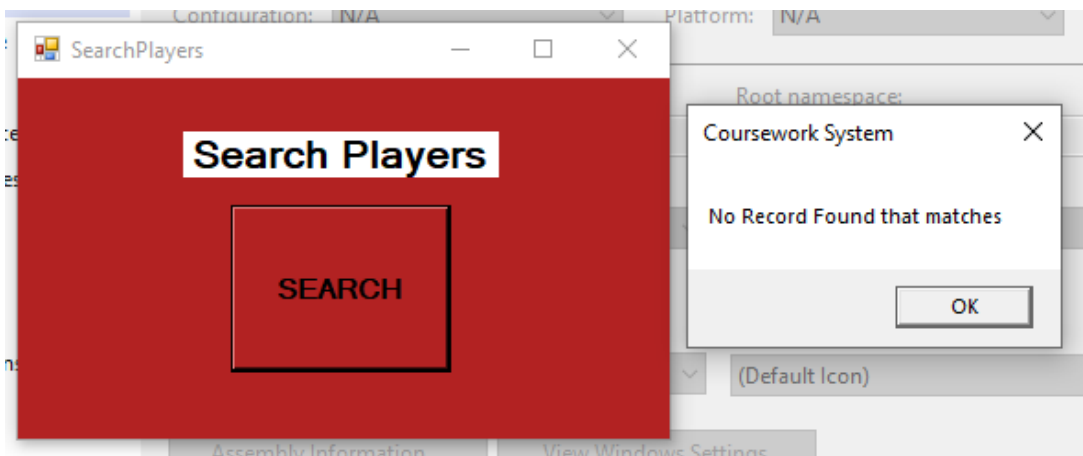 Configuration: N/A
Platform: N/A
SearchPlayers
Root namespace:
Coursework System
Search Players
No Record Found that matches
SEARCH
OK
(Default Icon)
Assembly Information
View Windows Settings